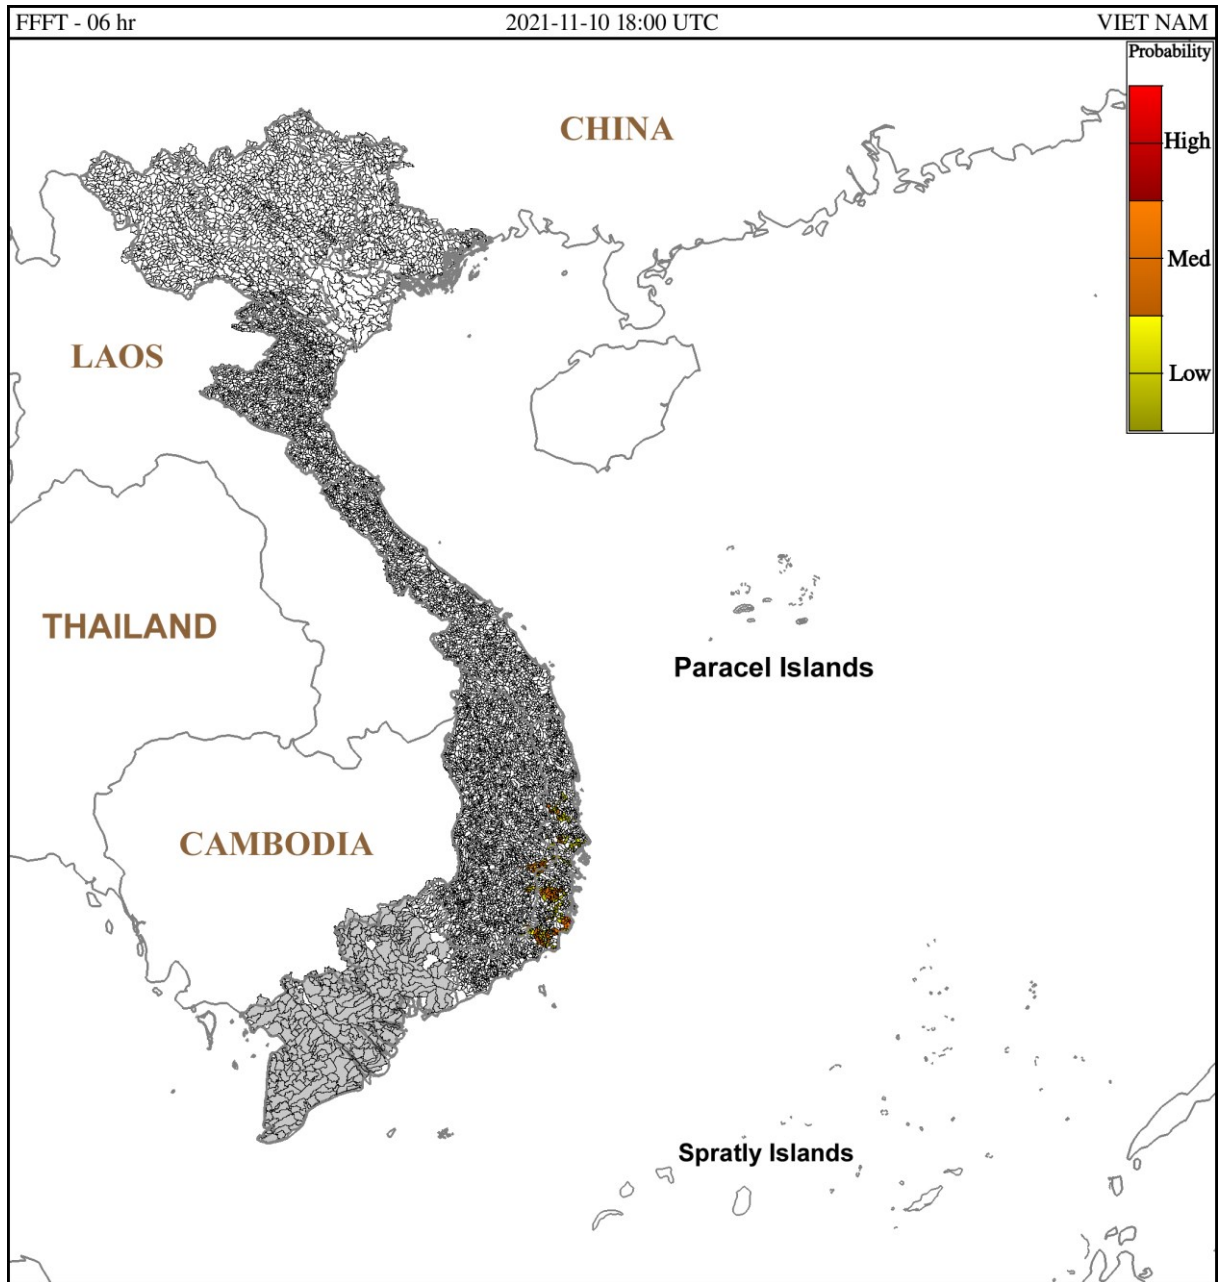 FFFT - 06 hr 2021-11-10 18:00 UTC VIET NAM
Probability
CHINA
High
Med
LAOS
Low
THAILAND
Paracel Islands
CAMBODIA
Spratly Islands